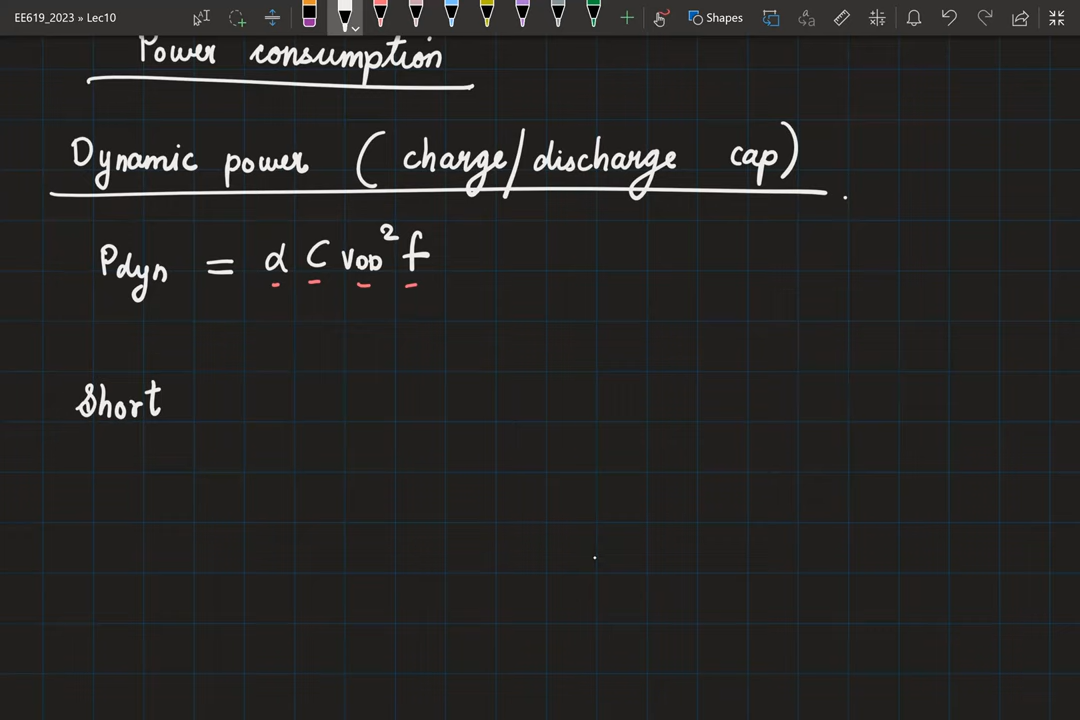 EE619_2023 » Lec10
Shapes
Power consumption
Dynamic power (charge/discharge cap)
Pdyn = α C VDD² f
Short